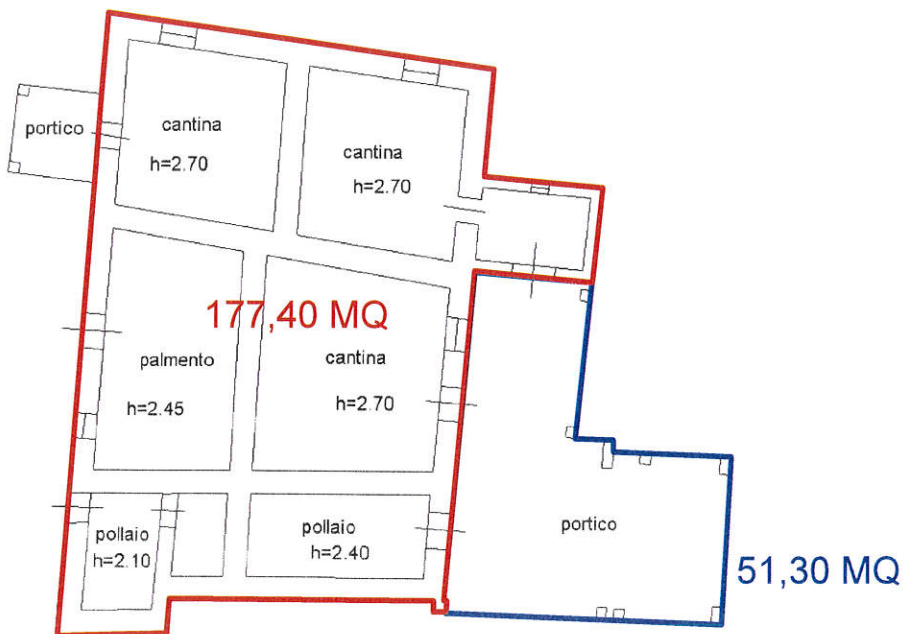 portico
cantina
h=2.70
cantina
h=2.70
177,40 MQ
palmento
h=2.45
cantina
h=2.70
pollaio
h=2.10
pollaio
h=2.40
portico
51,30 MQ